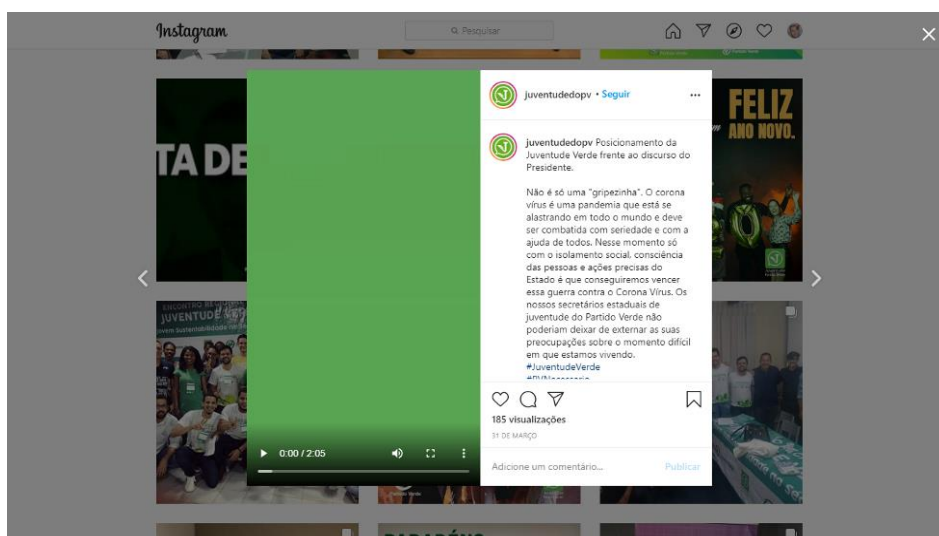 Instagram
Pesquisar
TA DE
FELIZ
ANO NOVO.
juventudedopv • Seguir
juventudedopv Posicionamento da
Juventude Verde frente ao discurso do
Presidente.
Não é só uma "gripezinha". O corona
vírus é uma pandemia que está se
alastrando em todo o mundo e deve
ser combatida com seriedade e com a
ajuda de todos. Nesse momento só
com o isolamento social, consciência
das pessoas e ações precisas do
Estado é que conseguiremos vencer
essa guerra contra o Corona Vírus. Os
nossos secretários estaduais de
juventude do Partido Verde não
poderiam deixar de externar as suas
preocupações sobre o momento difícil
em que estamos vivendo.
#JuventudeVerde
185 visualizações
31 DE MARÇO
Adicione um comentário... Publicar
0:00 / 2:05
JUVENTUDE